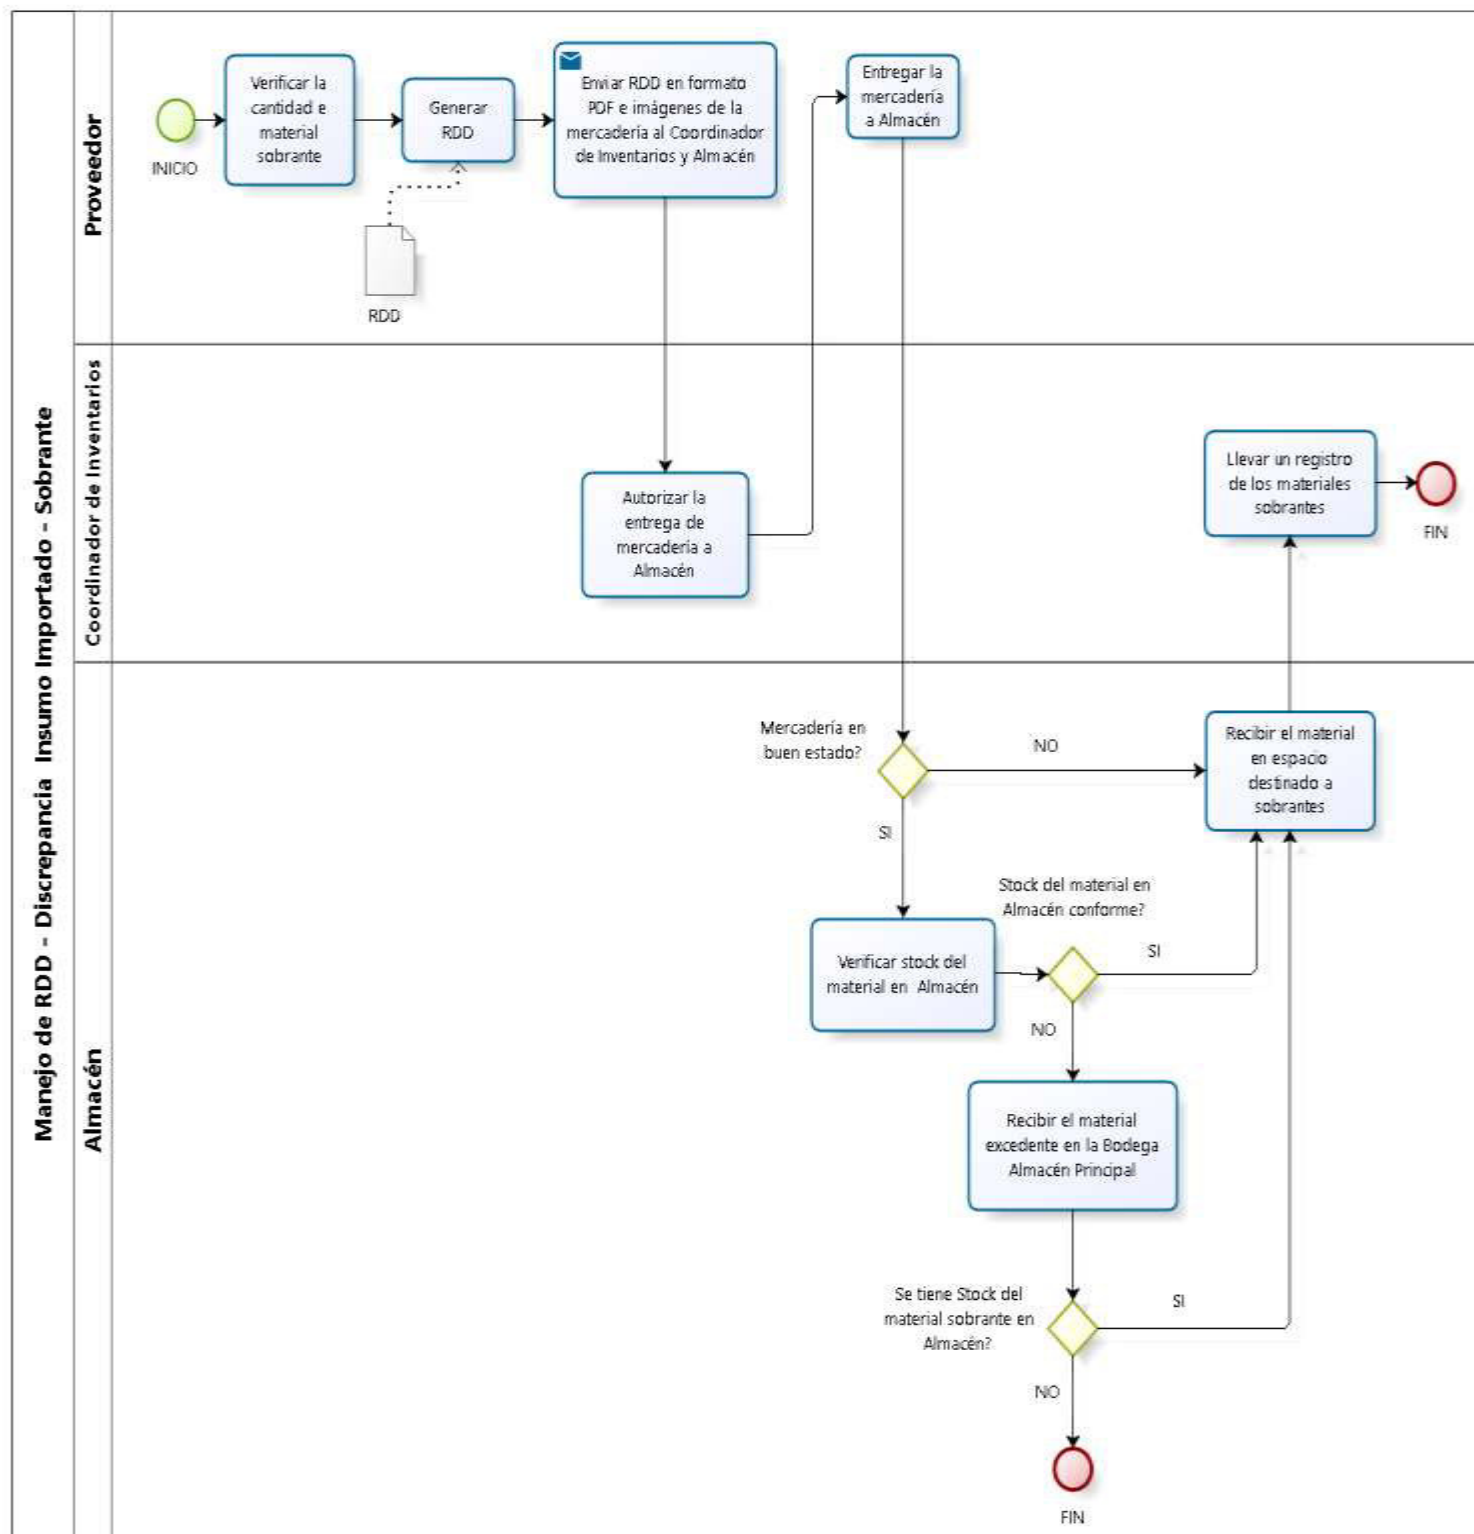 Manejo de RDD - Discrepancia Insumo Importado - Sobrante
Proveedor
INICIO
Verificar la
cantidad e
material
sobrante
Generar
RDD
RDD
Enviar RDD en formato
PDF e imágenes de la
mercadería al Coordinador
de Inventarios y Almacén
Entregar la
mercadería
a Almacén
Coordinador de Inventarios
Autorizar la
entrega de
mercadería a
Almacén
Llevar un registro
de los materiales
sobrantes
FIN
Almacén
Mercadería en
buen estado?
NO
SI
Recibir el material
en espacio
destinado a
sobrantes
Verificar stock del
material en Almacén
Stock del material en
Almacén conforme?
SI
NO
Recibir el material
excedente en la Bodega
Almacén Principal
Se tiene Stock del
material sobrante en
Almacén?
SI
NO
FIN